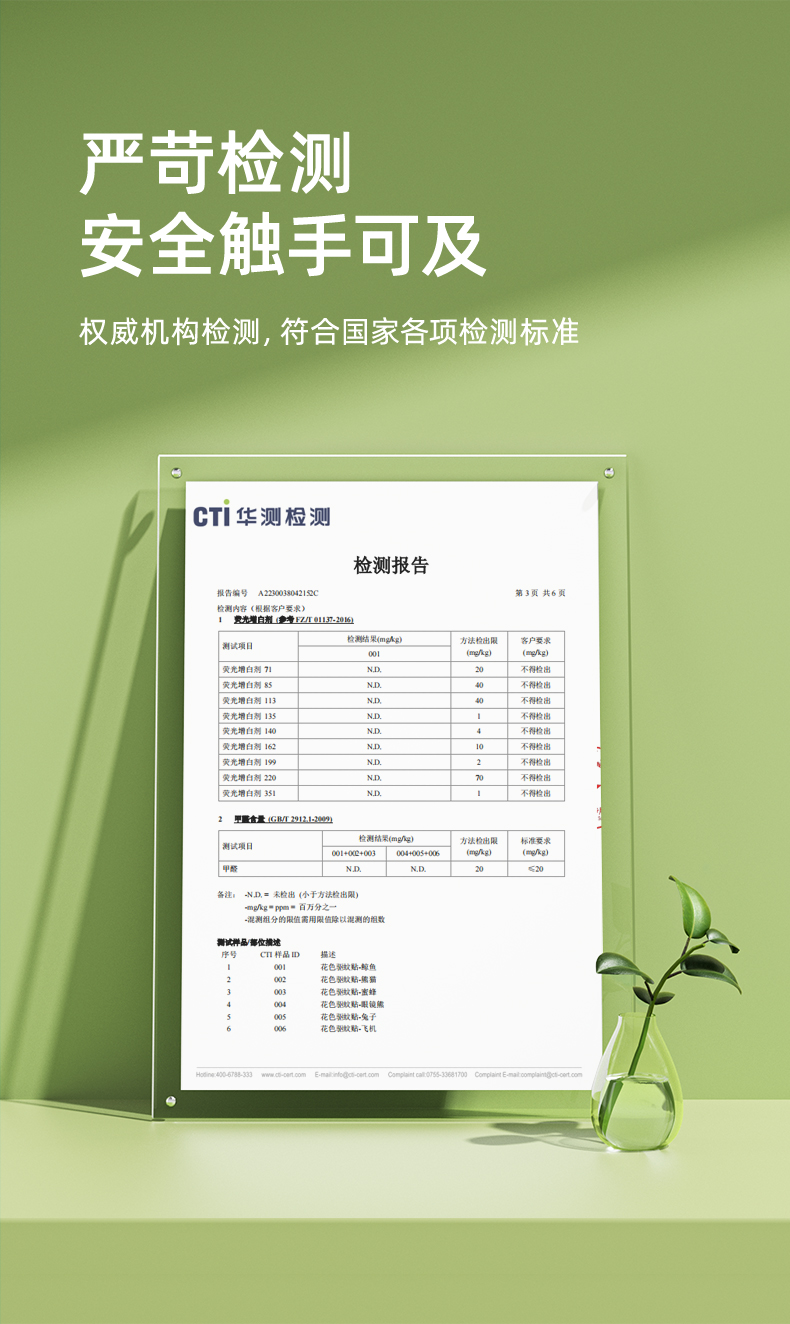 严苛检测
安全触手可及
权威机构检测, 符合国家各项检测标准
CTi 华测检测
检测报告
报告编号 A2230038042152C 第 3 页 共 6 页
检测内容（根据客户要求）
1 荧光增白剂 (参考 FZ/T 01137-2016)
测试项目 检测结果(mg/kg) 方法检出限 (mg/kg) 客户要求 (mg/kg)
001
荧光增白剂 71 N.D. 20 不得检出
荧光增白剂 85 N.D. 40 不得检出
荧光增白剂 113 N.D. 40 不得检出
荧光增白剂 135 N.D. 1 不得检出
荧光增白剂 140 N.D. 4 不得检出
荧光增白剂 162 N.D. 10 不得检出
荧光增白剂 199 N.D. 2 不得检出
荧光增白剂 220 N.D. 70 不得检出
荧光增白剂 351 N.D. 1 不得检出
2 甲醛含量 (GB/T 2912.1-2009)
测试项目 检测结果(mg/kg) 方法检出限 (mg/kg) 标准要求 (mg/kg)
001+002+003 004+005+006
甲醛 N.D. N.D. 20 ≤20
备注： -N.D. = 未检出 (小于方法检出限)
-mg/kg = ppm = 百万分之一
-混测组分的限值需用限值除以混测的组数
测试样品/部位描述
序号 CTI 样品 ID 描述
1 001 花色驱蚊贴-鲸鱼
2 002 花色驱蚊贴-熊猫
3 003 花色驱蚊贴-蜜蜂
4 004 花色驱蚊贴-眼镜熊
5 005 花色驱蚊贴-兔子
6 006 花色驱蚊贴-飞机
Hotline:400-6788-333 www.cti-cert.com E-mail:info@cti-cert.com Complaint call:0755-33681700 Complaint E-mail:complaint@cti-cert.com